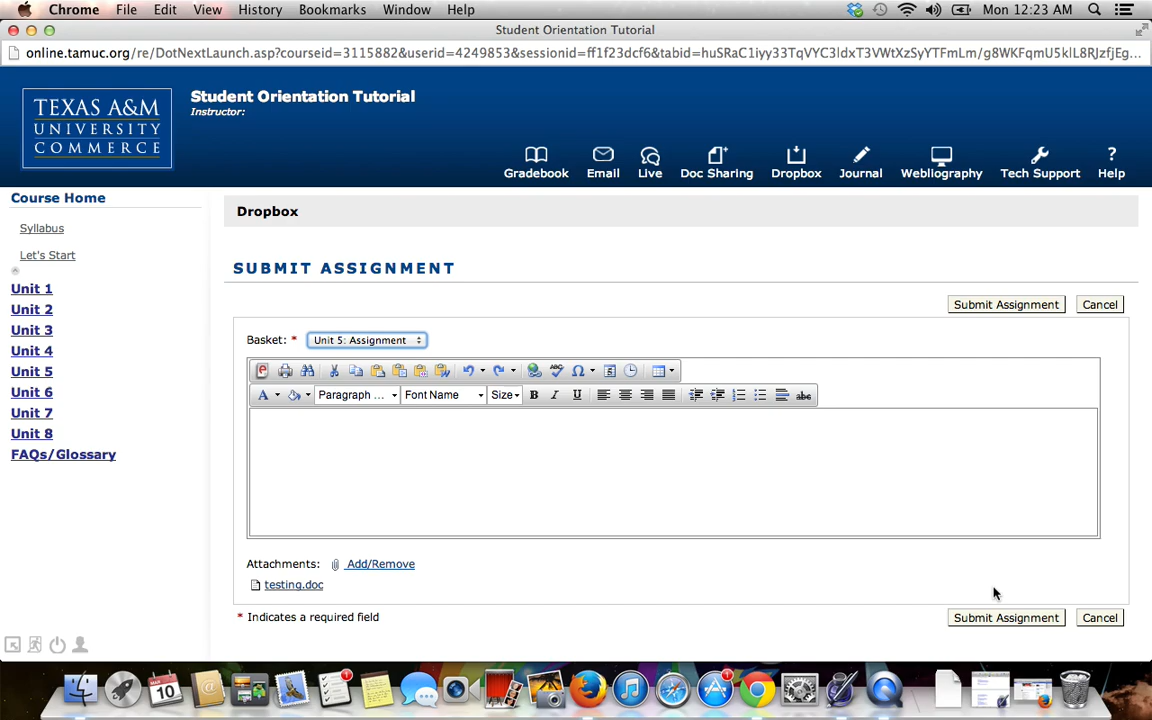 Chrome File Edit View History Bookmarks Window Help Mon 12:23 AM
Student Orientation Tutorial
online.tamuc.org/re/DotNextLaunch.asp?courseid=3115882&userid=4249853&sessionid=ff1f23dcf6&tabid=huSRaC1iyy33TqVYC3ldxT3VWtXzSyYTFmLm/g8WKFqmU5klL8RJzfjEg...
TEXAS A&M
UNIVERSITY
COMMERCE
Student Orientation Tutorial
Instructor:
Gradebook Email Live Doc Sharing Dropbox Journal Webliography Tech Support Help
Course Home
Syllabus
Let's Start
Unit 1
Unit 2
Unit 3
Unit 4
Unit 5
Unit 6
Unit 7
Unit 8
FAQs/Glossary
Dropbox
SUBMIT ASSIGNMENT
Submit Assignment Cancel
Basket: * Unit 5: Assignment
Paragraph ... Font Name Size B I U abc
Attachments: Add/Remove
testing.doc
* Indicates a required field
Submit Assignment Cancel